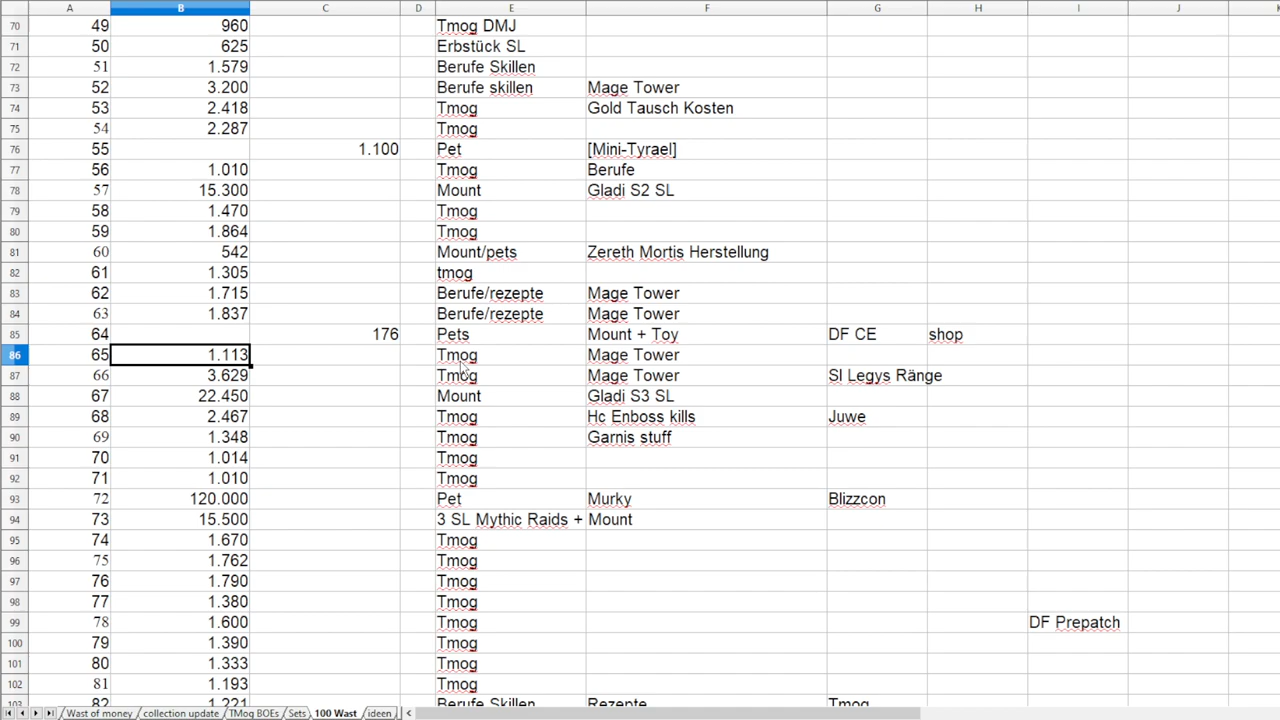 A B C D E F G H I J K
70 49 960 Tmog DMJ
71 50 625 Erbstück SL
72 51 1.579 Berufe Skillen
73 52 3.200 Berufe skillen Mage Tower
74 53 2.418 Tmog Gold Tausch Kosten
75 54 2.287 Tmog
76 55 1.100 Pet [Mini-Tyrael]
77 56 1.010 Tmog Berufe
78 57 15.300 Mount Gladi S2 SL
79 58 1.470 Tmog
80 59 1.864 Tmog
81 60 542 Mount/pets Zereth Mortis Herstellung
82 61 1.305 tmog
83 62 1.715 Berufe/rezepte Mage Tower
84 63 1.837 Berufe/rezepte Mage Tower
85 64 176 Pets Mount + Toy DF CE shop
86 65 1.113 Tmog Mage Tower
87 66 3.629 Tmog Mage Tower Sl Legys Ränge
88 67 22.450 Mount Gladi S3 SL
89 68 2.467 Tmog Hc Enboss kills Juwe
90 69 1.348 Tmog Garnis stuff
91 70 1.014 Tmog
92 71 1.010 Tmog
93 72 120.000 Pet Murky Blizzcon
94 73 15.500 3 SL Mythic Raids + Mount
95 74 1.670 Tmog
96 75 1.762 Tmog
97 76 1.790 Tmog
98 77 1.380 Tmog
99 78 1.600 Tmog DF Prepatch
100 79 1.390 Tmog
101 80 1.333 Tmog
102 81 1.193 Tmog
103 82 1.221 Berufe Skillen Rezepte Tmog
Wast of money collection update TMog BOEs Sets 100 Wast ideen